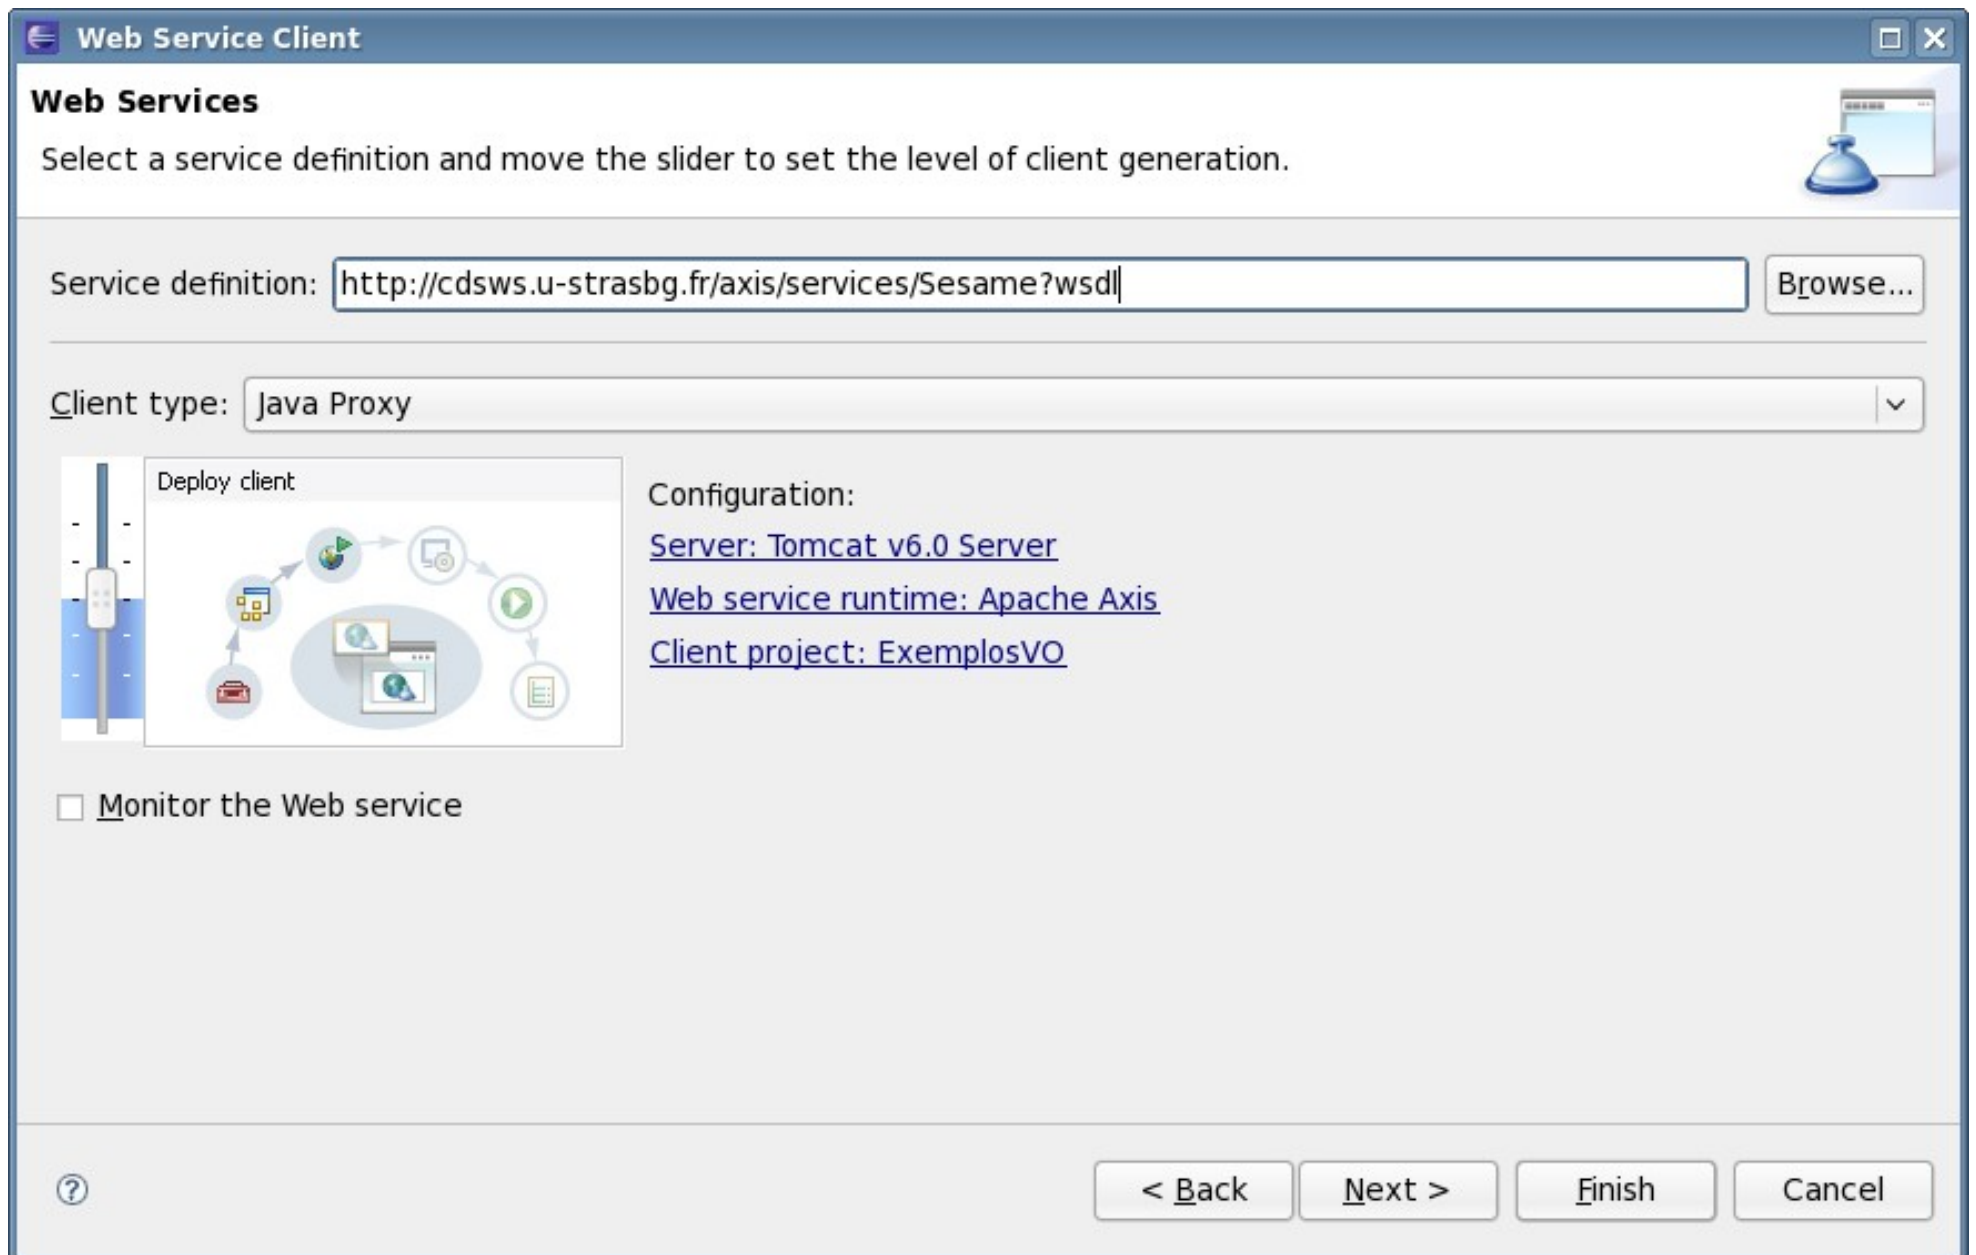 Web Service Client
Web Services
Select a service definition and move the slider to set the level of client generation.
Service definition: http://cdsws.u-strasbg.fr/axis/services/Sesame?wsdl Browse...
Client type: Java Proxy
Deploy client
Configuration:
Server: Tomcat v6.0 Server
Web service runtime: Apache Axis
Client project: ExemplosVO
Monitor the Web service
? < Back Next > Finish Cancel